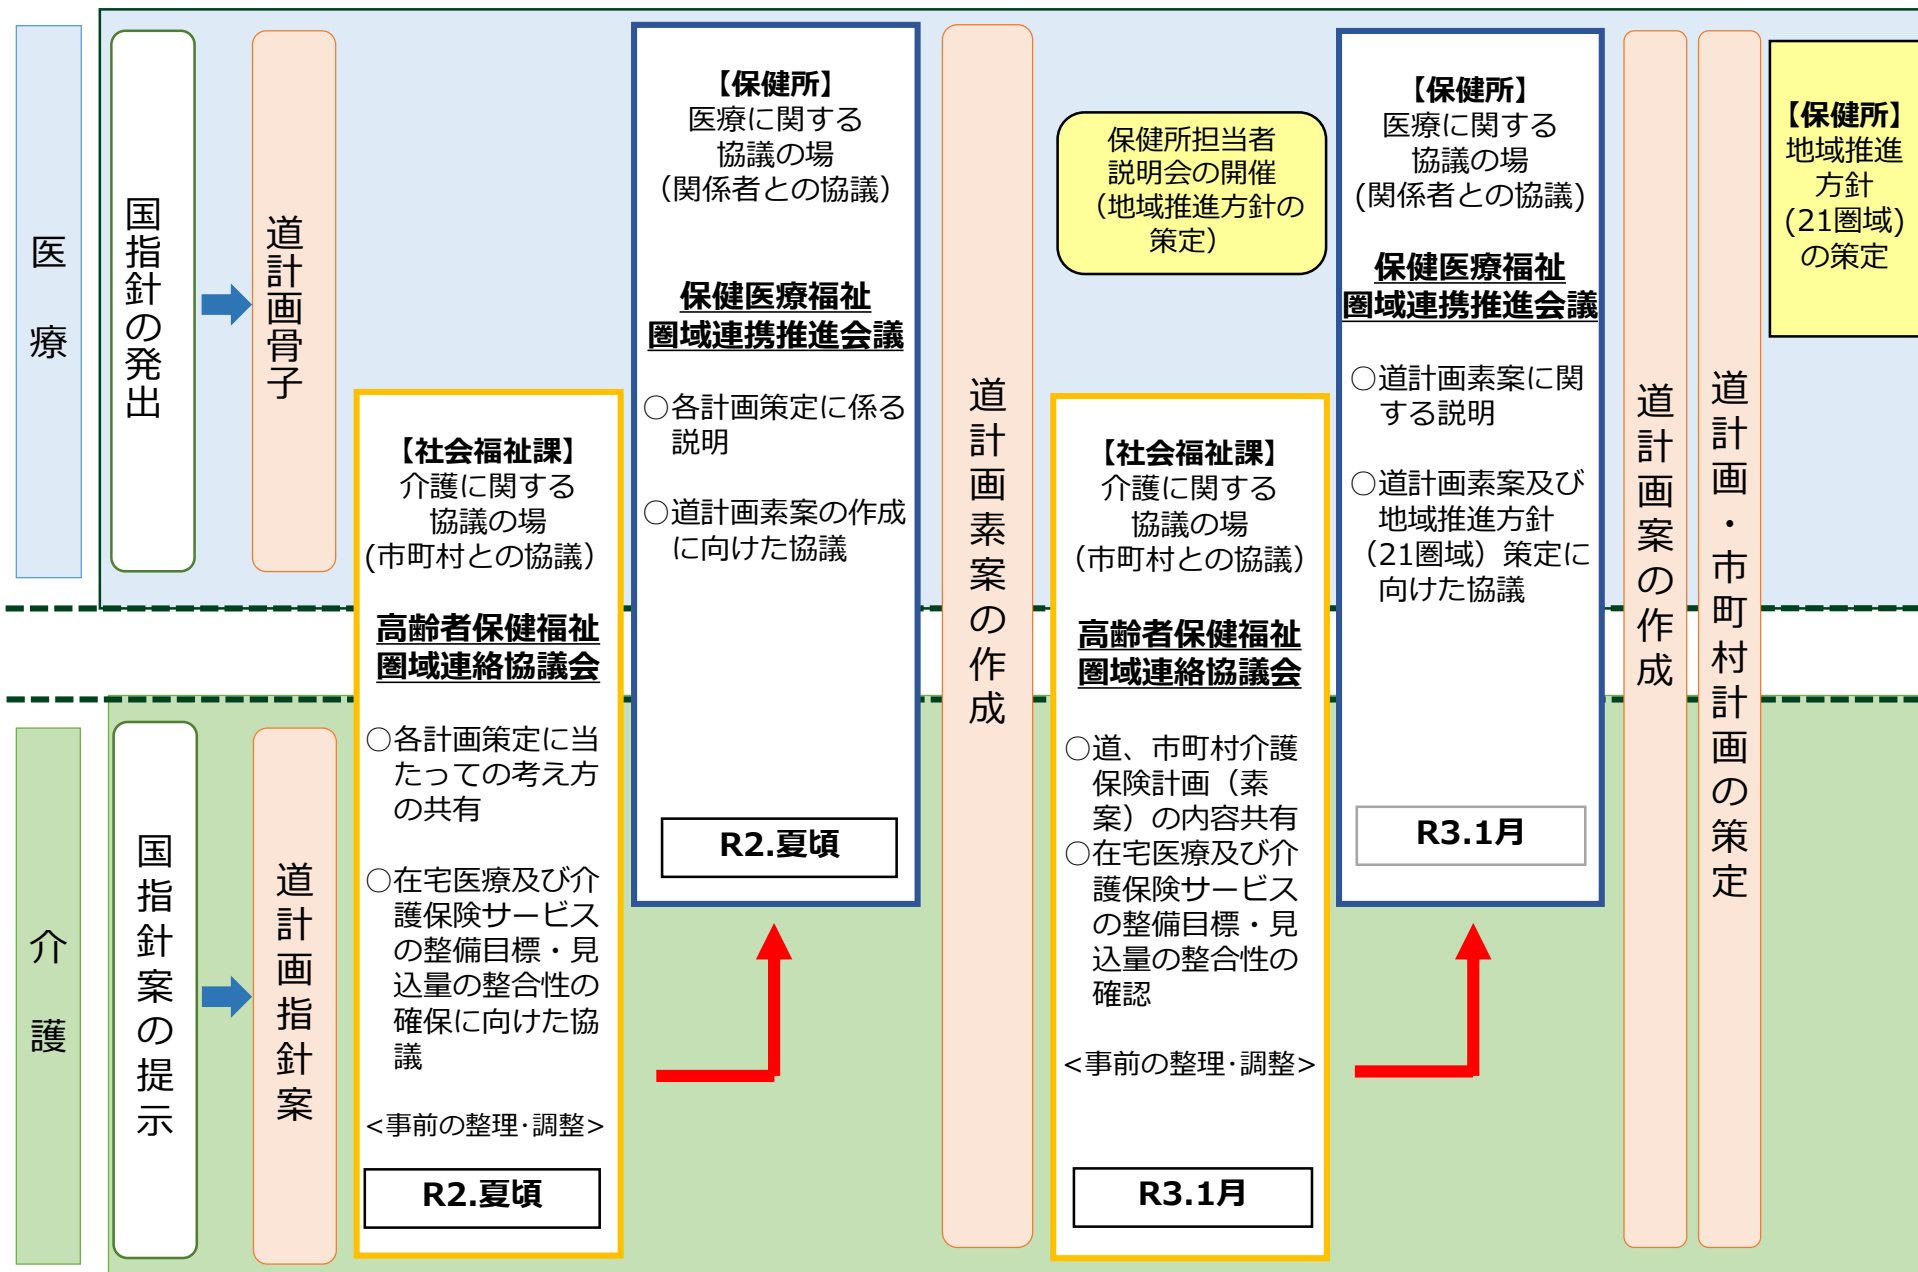 医療
国指針の発出
道計画骨子
【社会福祉課】
介護に関する
協議の場
(市町村との協議）
高齢者保健福祉
圏域連絡協議会
○各計画策定に当
たっての考え方
の共有
○在宅医療及び介
護保険サービス
の整備目標・見
込量の整合性の
確保に向けた協
議
<事前の整理･調整>
R2.夏頃
【保健所】
医療に関する
協議の場
（関係者との協議）
保健医療福祉
圏域連携推進会議
○各計画策定に係る
説明
○道計画素案の作成
に向けた協議
R2.夏頃
道計画素案の作成
保健所担当者
説明会の開催
（地域推進方針の
策定）
【社会福祉課】
介護に関する
協議の場
（市町村との協議）
高齢者保健福祉
圏域連絡協議会
○道、市町村介護
保険計画（素
案）の内容共有
○在宅医療及び介
護保険サービス
の整備目標・見
込量の整合性の
確認
<事前の整理･調整>
R3.1月
【保健所】
医療に関する
協議の場
(関係者との協議)
保健医療福祉
圏域連携推進会議
○道計画素案に関
する説明
○道計画素案及び
地域推進方針
（21圏域）策定に
向けた協議
R3.1月
道計画案の作成
道計画・市町村計画の策定
【保健所】
地域推進
方針
(21圏域)
の策定
介護
国指針案の提示
道計画指針案